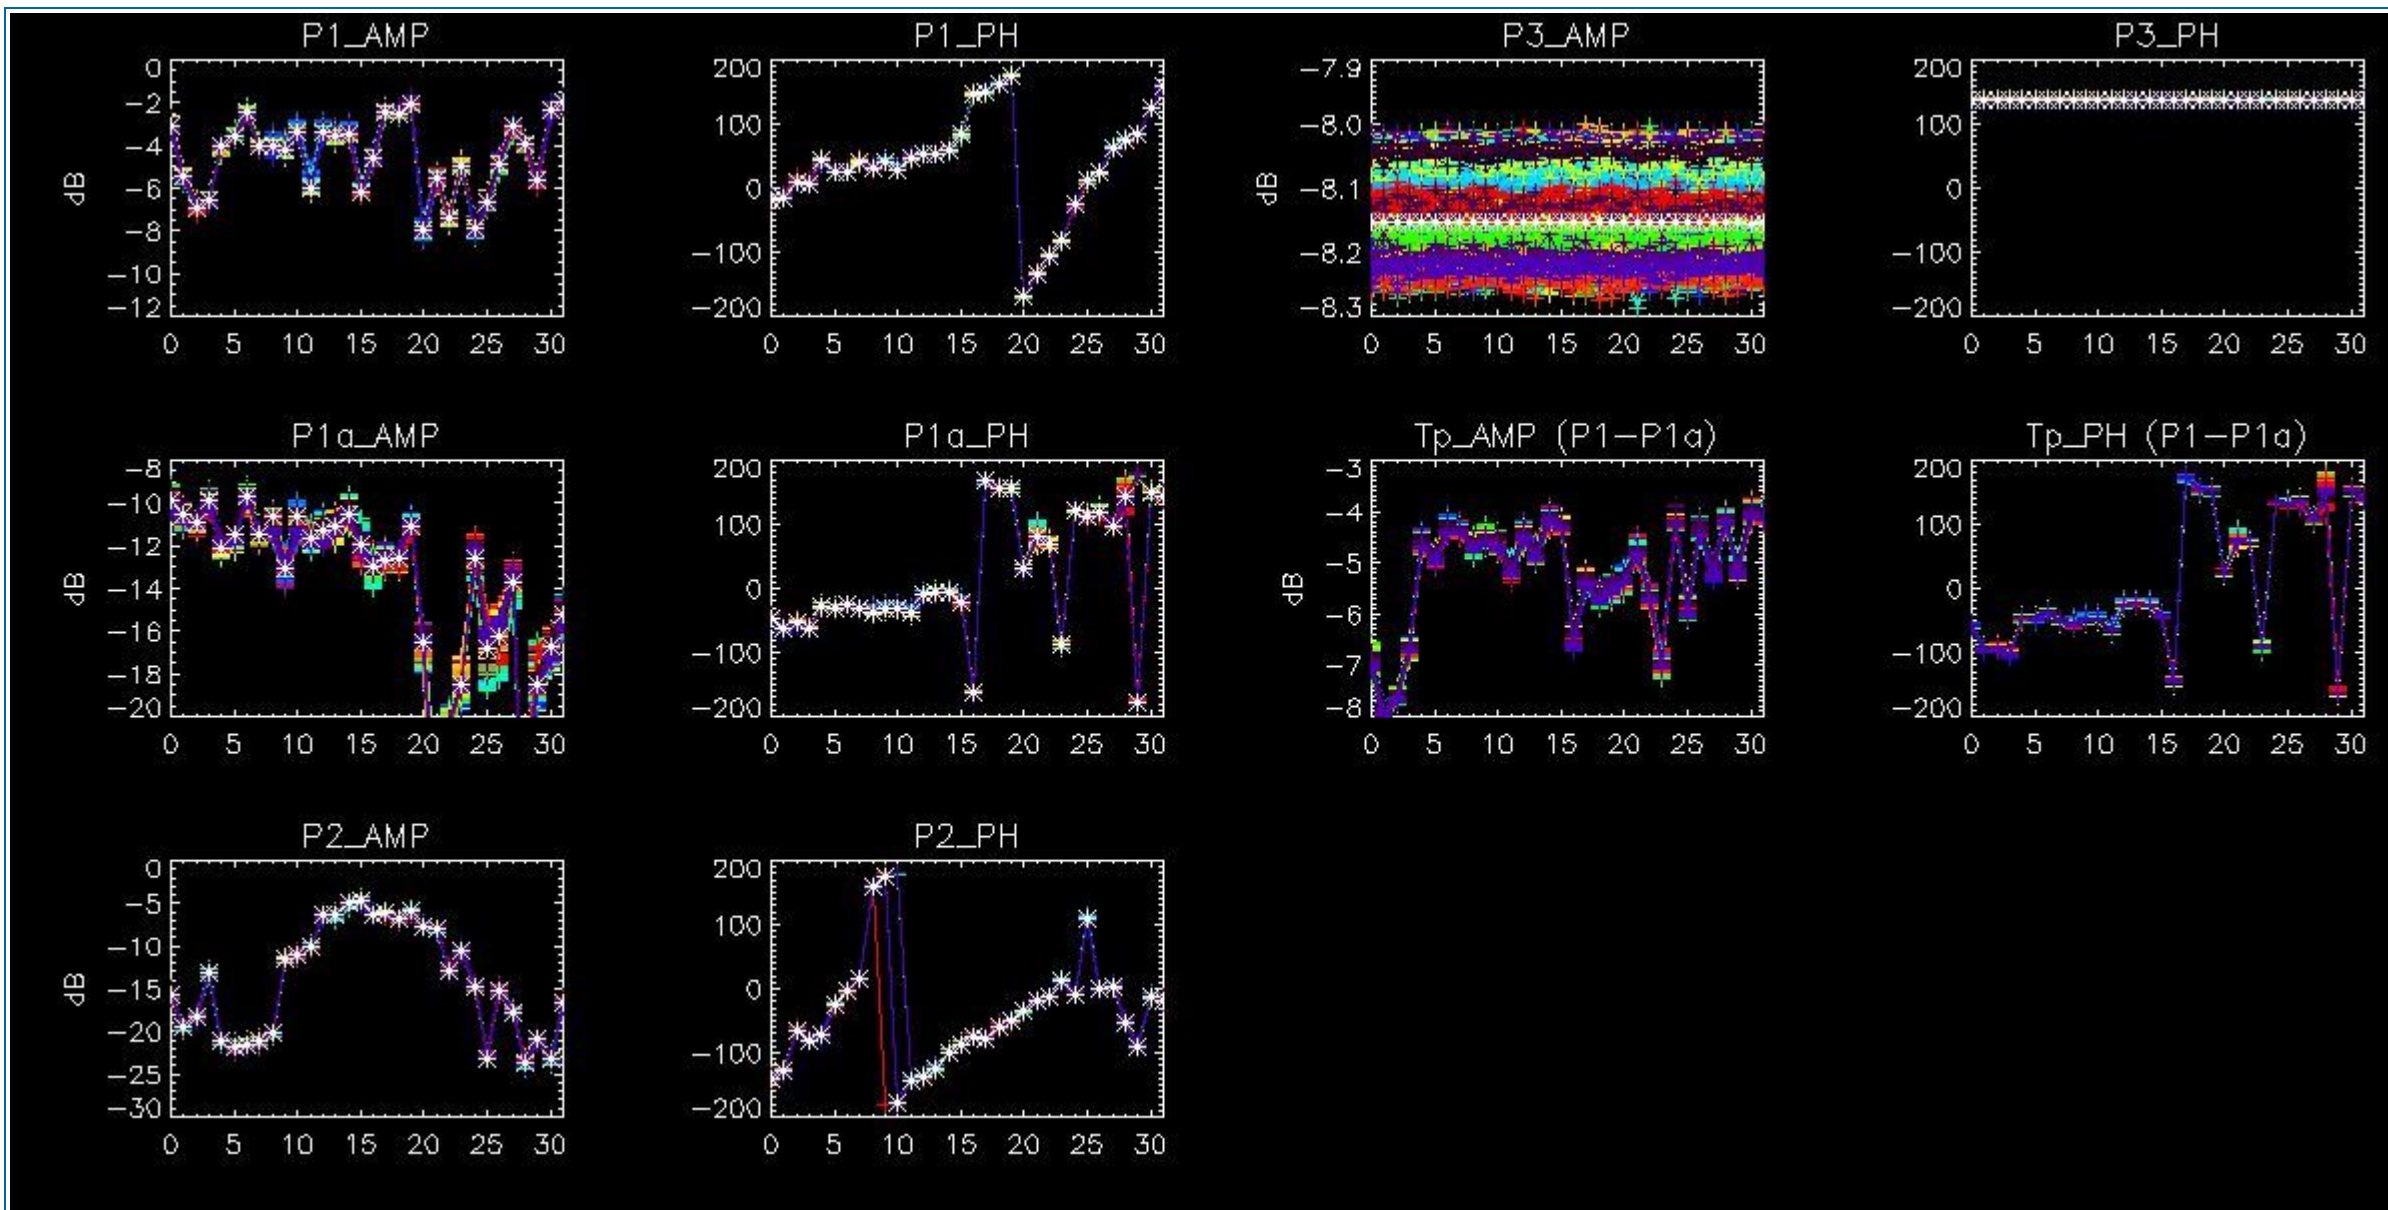 P1_AMP
P1_PH
P3_AMP
P3_PH
0
−2
−4
−6
−8
−10
−12
dB
0 5 10 15 20 25 30
200
100
0
−100
−200
0 5 10 15 20 25 30
−7.9
−8.0
−8.1
−8.2
−8.3
dB
0 5 10 15 20 25 30
200
100
0
−100
−200
0 5 10 15 20 25 30
P1a_AMP
P1a_PH
Tp_AMP (P1−P1a)
Tp_PH (P1−P1a)
−8
−10
−12
−14
−16
−18
−20
dB
0 5 10 15 20 25 30
200
100
0
−100
−200
0 5 10 15 20 25 30
−3
−4
−5
−6
−7
−8
dB
0 5 10 15 20 25 30
200
100
0
−100
−200
0 5 10 15 20 25 30
P2_AMP
P2_PH
0
−5
−10
−15
−20
−25
−30
dB
0 5 10 15 20 25 30
200
100
0
−100
−200
0 5 10 15 20 25 30